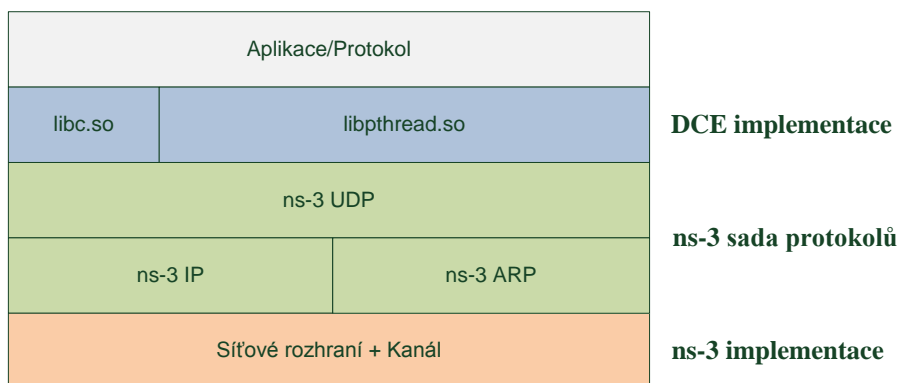 Aplikace/Protokol
libc.so
libpthread.so
DCE implementace
ns-3 UDP
ns-3 sada protokolů
ns-3 IP
ns-3 ARP
Síťové rozhraní + Kanál
ns-3 implementace